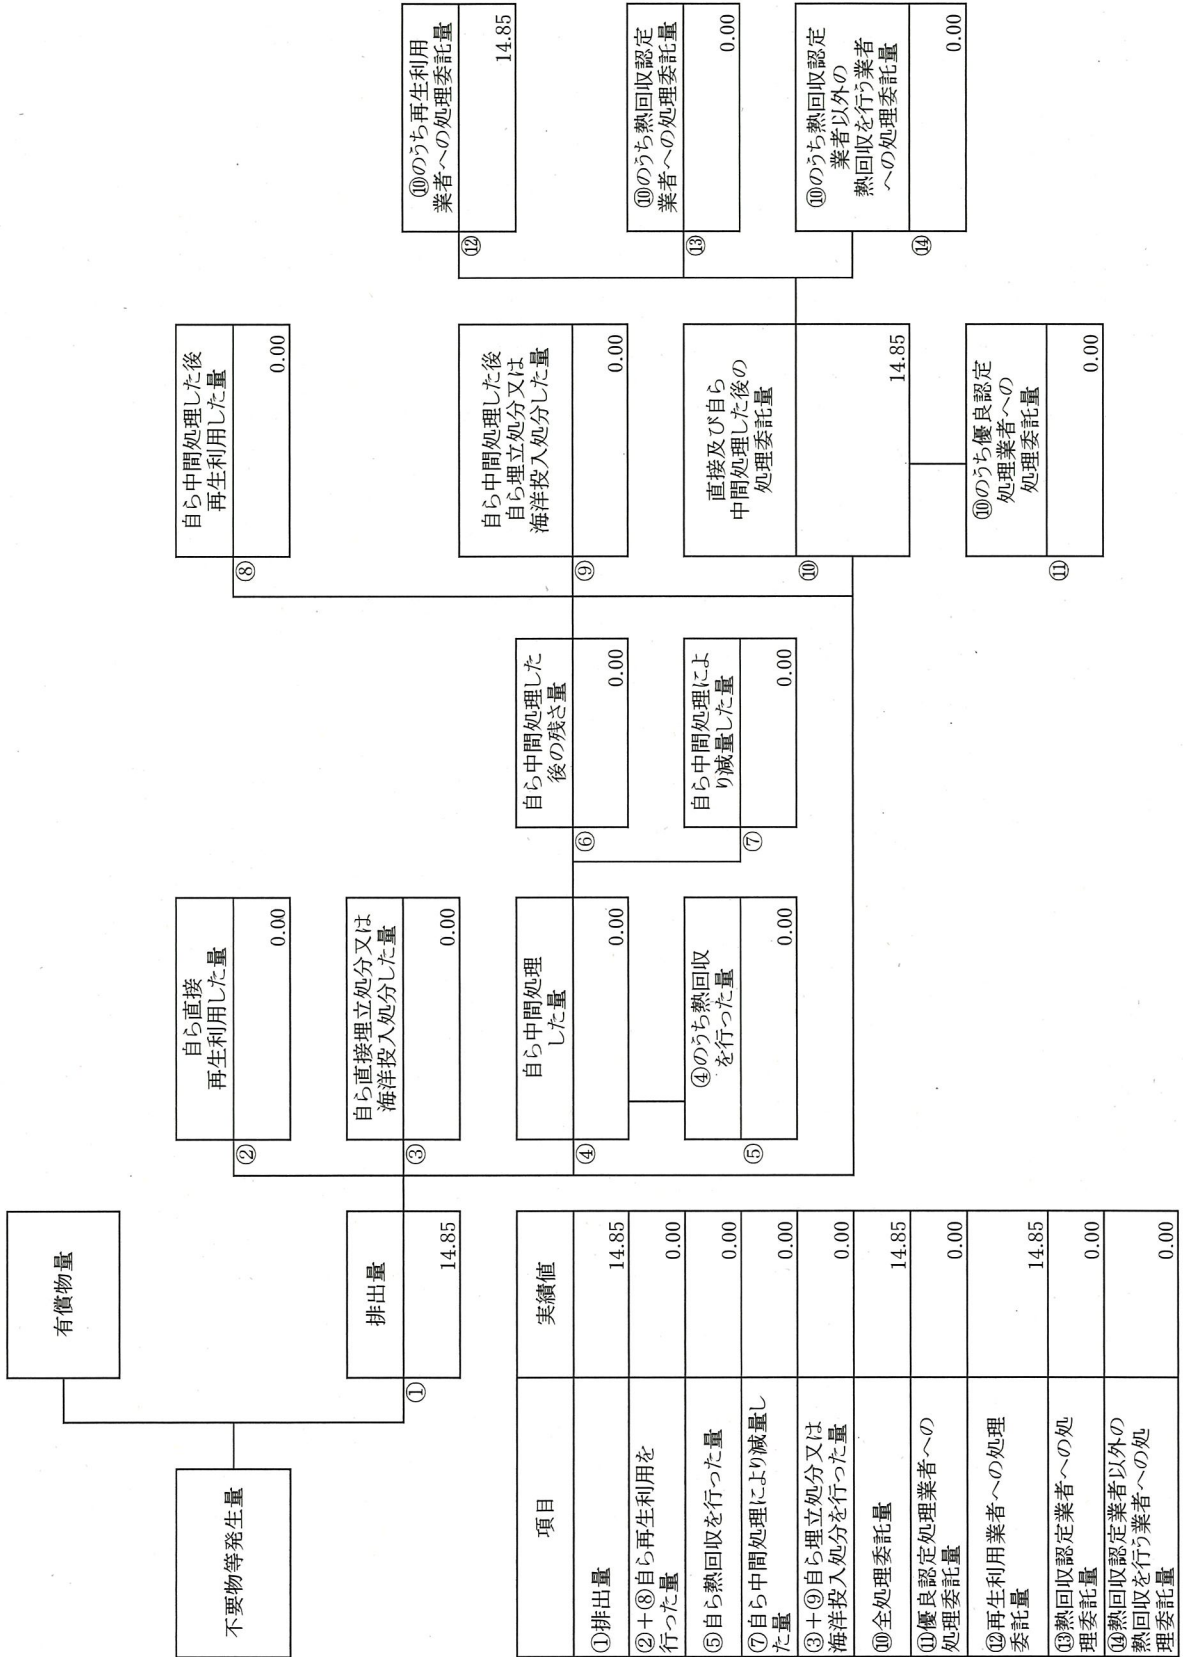 不要物等発生量
有償物量
排出量
①
14.85
自ら直接
再生利用した量
②
0.00
自ら直接埋立処分又は
海洋投入処分した量
③
0.00
自ら中間処理
した量
④
0.00
④のうち熱回収
を行った量
⑤
0.00
自ら中間処理した
後の残さ量
⑥
0.00
自ら中間処理によ
り減量した量
⑦
0.00
自ら中間処理した後
再生利用した量
⑧
0.00
自ら中間処理した後
自ら埋立処分又は
海洋投入処分した量
⑨
0.00
直接及び自ら
中間処理した後の
処理委託量
⑩
14.85
⑩のうち優良認定
処理業者への
処理委託量
⑪
0.00
⑩のうち再生利用
業者への処理委託量
⑫
14.85
⑩のうち熱回収認定
業者への処理委託量
⑬
0.00
⑩のうち熱回収認定
業者以外の
熱回収を行う業者
への処理委託量
⑭
0.00
項目 実績値
①排出量 14.85
②+⑧自ら再生利用を
行った量 0.00
⑤自ら熱回収を行った量 0.00
⑦自ら中間処理により減量し
た量 0.00
③+⑨自ら埋立処分又は
海洋投入処分を行った量 0.00
⑩全処理委託量 14.85
⑪優良認定処理業者への
処理委託量 0.00
⑫再生利用業者への処理
委託量 14.85
⑬熱回収認定業者への処
理委託量 0.00
⑭熱回収認定業者以外の
熱回収を行う業者への処
理委託量 0.00